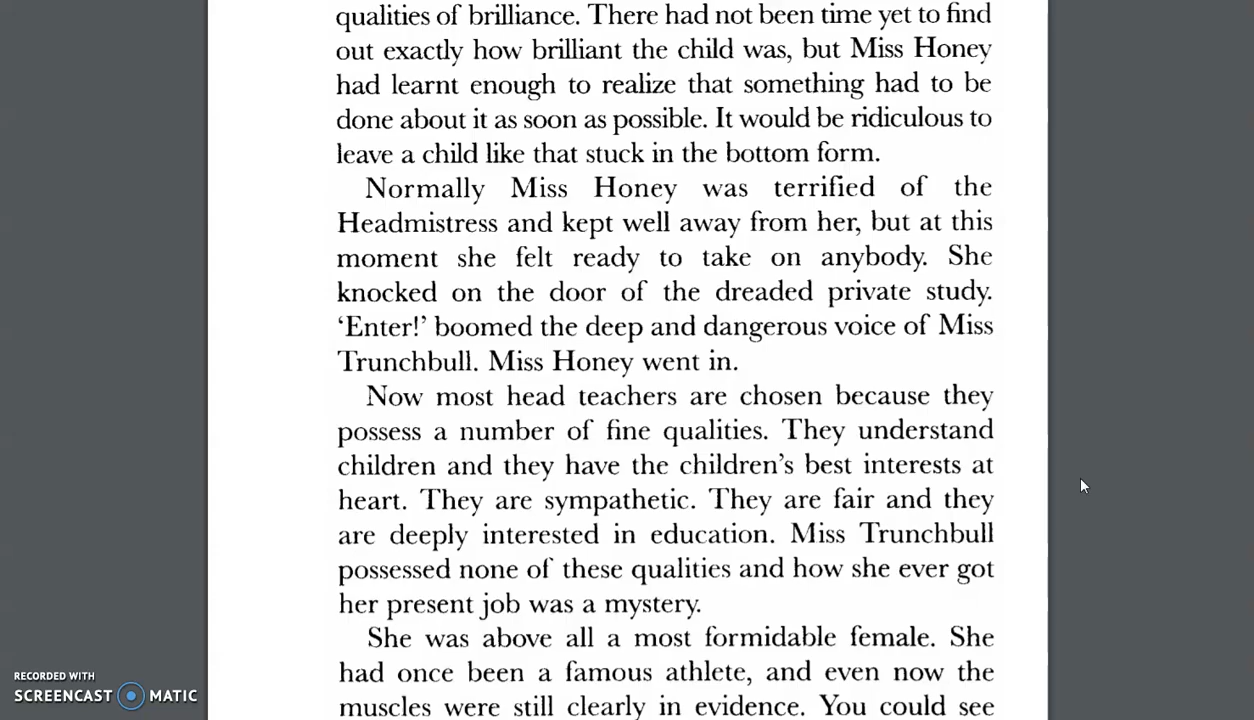 qualities of brilliance. There had not been time yet to find
out exactly how brilliant the child was, but Miss Honey
had learnt enough to realize that something had to be
done about it as soon as possible. It would be ridiculous to
leave a child like that stuck in the bottom form.
Normally Miss Honey was terrified of the
Headmistress and kept well away from her, but at this
moment she felt ready to take on anybody. She
knocked on the door of the dreaded private study.
‘Enter!’ boomed the deep and dangerous voice of Miss
Trunchbull. Miss Honey went in.
Now most head teachers are chosen because they
possess a number of fine qualities. They understand
children and they have the children’s best interests at
heart. They are sympathetic. They are fair and they
are deeply interested in education. Miss Trunchbull
possessed none of these qualities and how she ever got
her present job was a mystery.
She was above all a most formidable female. She
had once been a famous athlete, and even now the
muscles were still clearly in evidence. You could see
RECORDED WITH
SCREENCAST MATIC